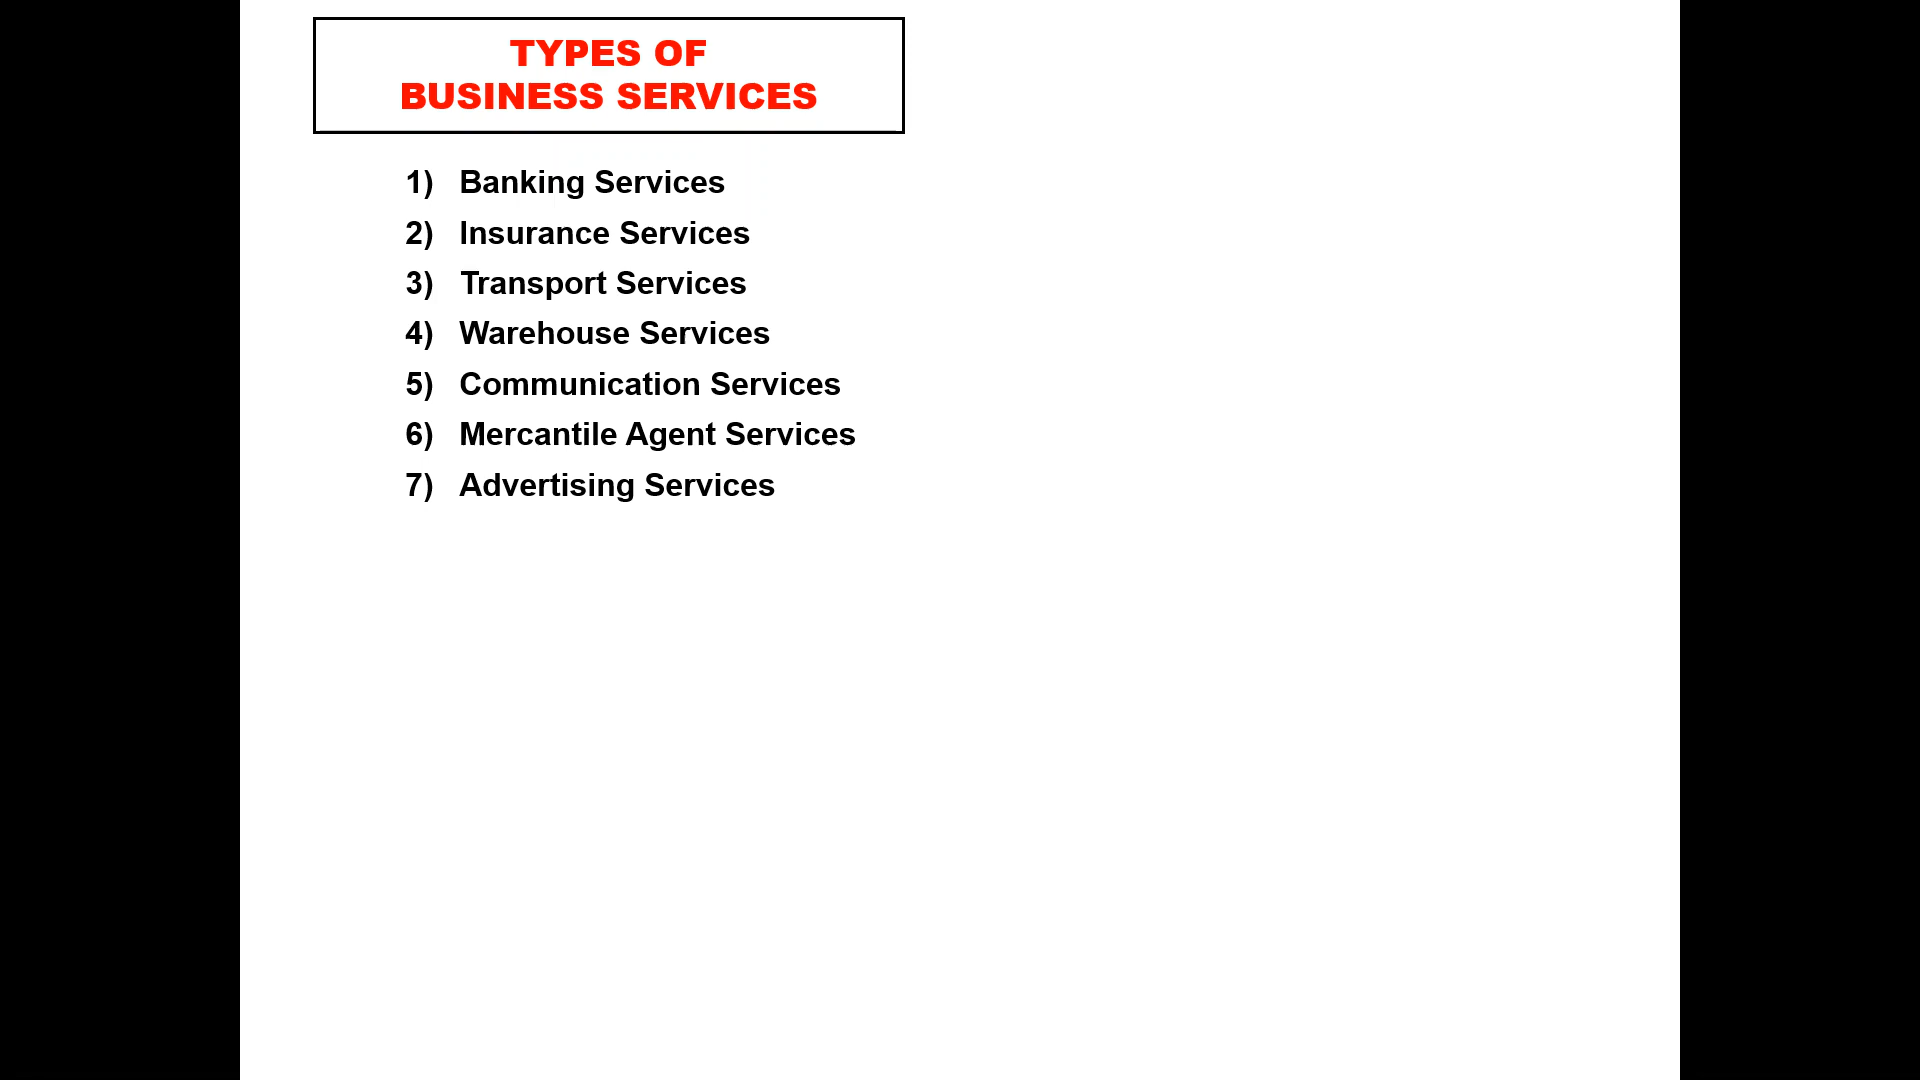 TYPES OF
BUSINESS SERVICES
1) Banking Services
2) Insurance Services
3) Transport Services
4) Warehouse Services
5) Communication Services
6) Mercantile Agent Services
7) Advertising Services